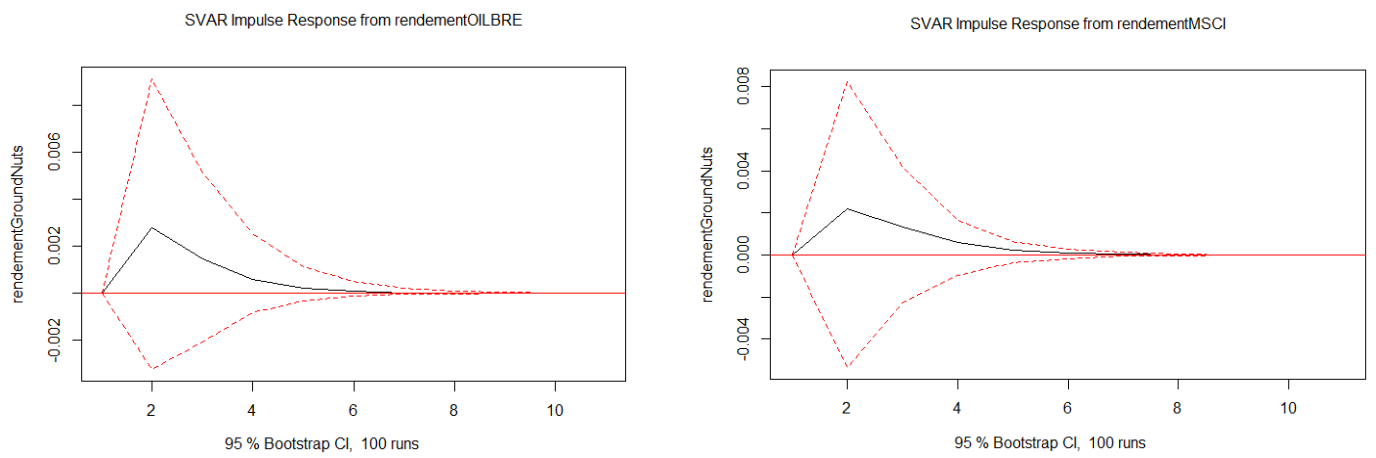 SVAR Impulse Response from rendementOILBRE
rendementGroundNuts
0.006
0.002
-0.002
2 4 6 8 10
95 % Bootstrap CI, 100 runs
SVAR Impulse Response from rendementMSCI
rendementGroundNuts
0.008
0.004
0.000
-0.004
2 4 6 8 10
95 % Bootstrap CI, 100 runs